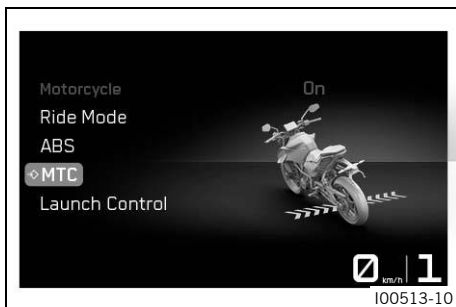 Motorcycle On
Ride Mode
ABS
MTC
Launch Control
0 km/h 1
I00513-10